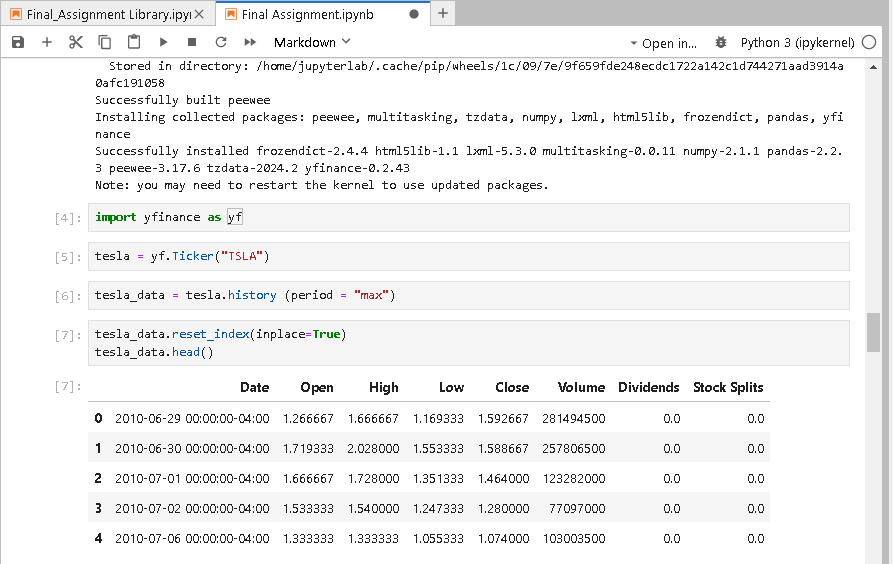 Final_Assignment Library.ipyn
Final Assignment.ipynb
Markdown
Open in...
Python 3 (ipykernel)
Stored in directory: /home/jupyterlab/.cache/pip/wheels/1c/09/7e/9f659fde248ecdc1722a142c1d744271aad3914a
0afc191058
Successfully built peewee
Installing collected packages: peewee, multitasking, tzdata, numpy, lxml, html5lib, frozendict, pandas, yfi
nance
Successfully installed frozendict-2.4.4 html5lib-1.1 lxml-5.3.0 multitasking-0.0.11 numpy-2.1.1 pandas-2.2.
3 peewee-3.17.6 tzdata-2024.2 yfinance-0.2.43
Note: you may need to restart the kernel to use updated packages.
[4]: import yfinance as yf
[5]: tesla = yf.Ticker("TSLA")
[6]: tesla_data = tesla.history (period = "max")
[7]: tesla_data.reset_index(inplace=True)
tesla_data.head()
[7]: Date Open High Low Close Volume Dividends Stock Splits
0 2010-06-29 00:00:00-04:00 1.266667 1.666667 1.169333 1.592667 281494500 0.0 0.0
1 2010-06-30 00:00:00-04:00 1.719333 2.028000 1.553333 1.588667 257806500 0.0 0.0
2 2010-07-01 00:00:00-04:00 1.666667 1.728000 1.351333 1.464000 123282000 0.0 0.0
3 2010-07-02 00:00:00-04:00 1.533333 1.540000 1.247333 1.280000 77097000 0.0 0.0
4 2010-07-06 00:00:00-04:00 1.333333 1.333333 1.055333 1.074000 103003500 0.0 0.0